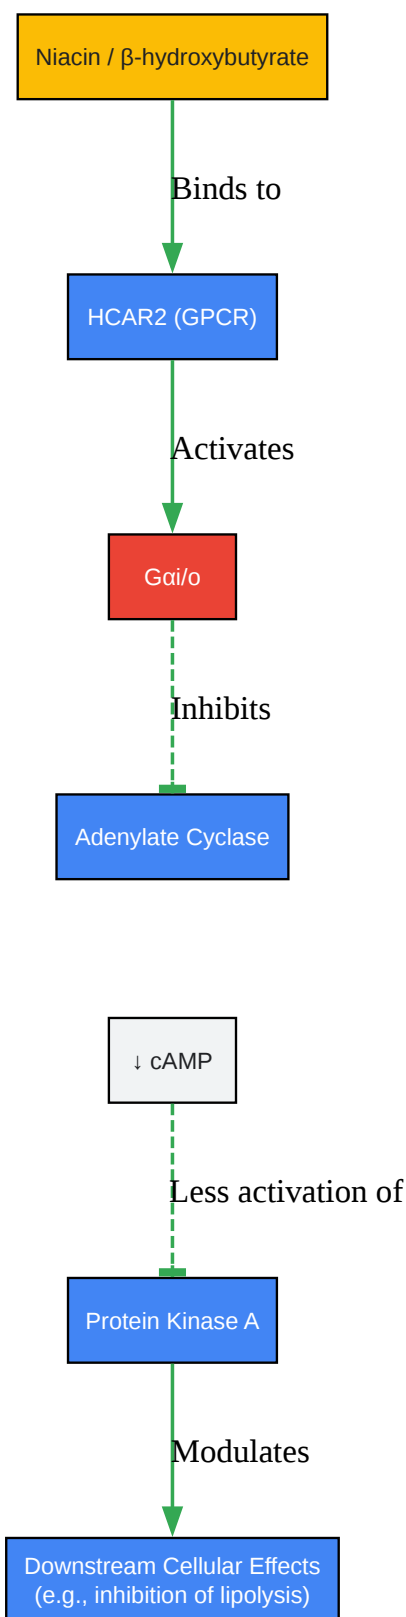 Niacin / β-hydroxybutyrate
Binds to
HCAR2 (GPCR)
Activates
Gαi/o
Inhibits
Adenylate Cyclase
↓ cAMP
Less activation of
Protein Kinase A
Modulates
Downstream Cellular Effects
(e.g., inhibition of lipolysis)